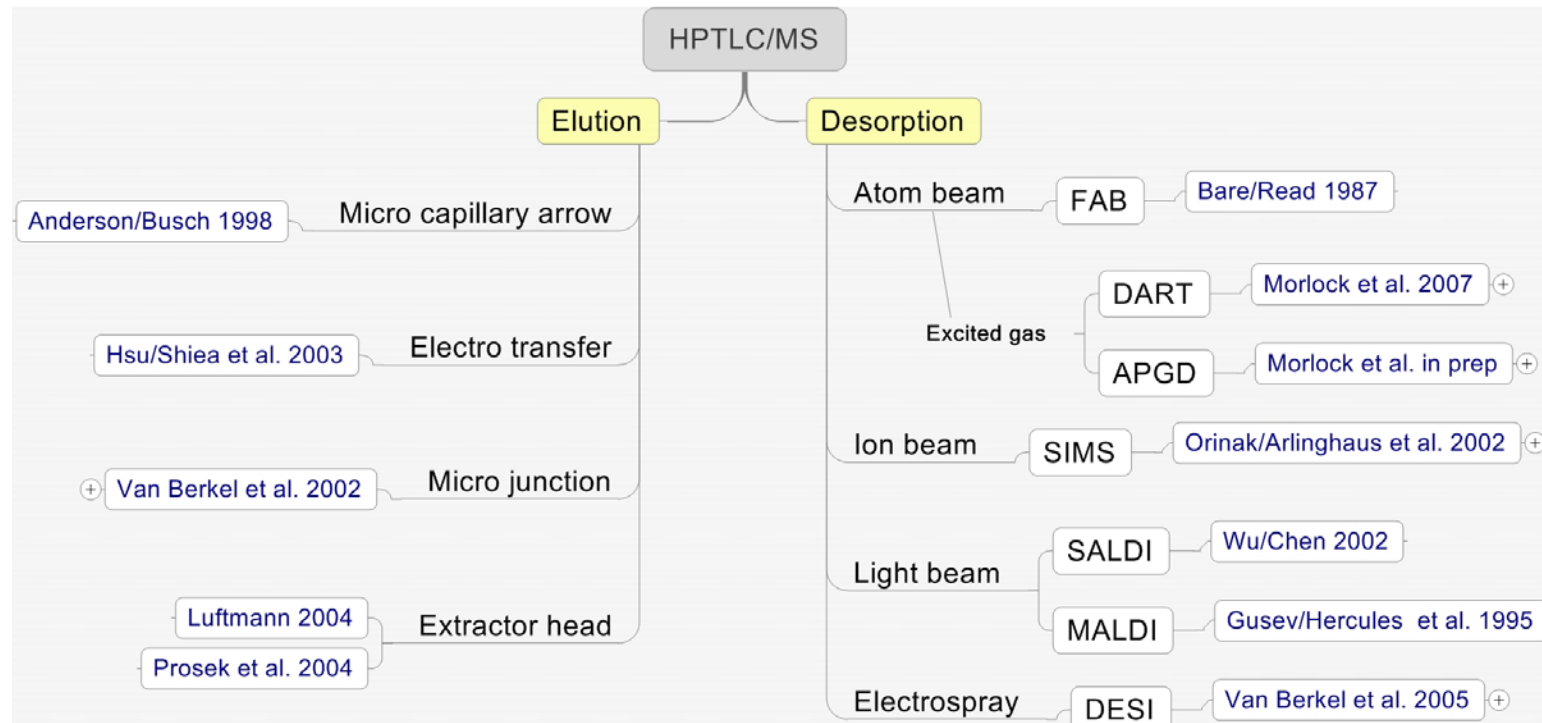 HPTLC/MS
Elution
Desorption
Micro capillary arrow
Anderson/Busch 1998
Electro transfer
Hsu/Shiea et al. 2003
Micro junction
Van Berkel et al. 2002
Extractor head
Luftmann 2004
Prosek et al. 2004
Atom beam
FAB
Bare/Read 1987
Excited gas
DART
Morlock et al. 2007
APGD
Morlock et al. in prep
Ion beam
SIMS
Orinak/Arlinghaus et al. 2002
Light beam
SALDI
Wu/Chen 2002
MALDI
Gusev/Hercules et al. 1995
Electrospray
DESI
Van Berkel et al. 2005